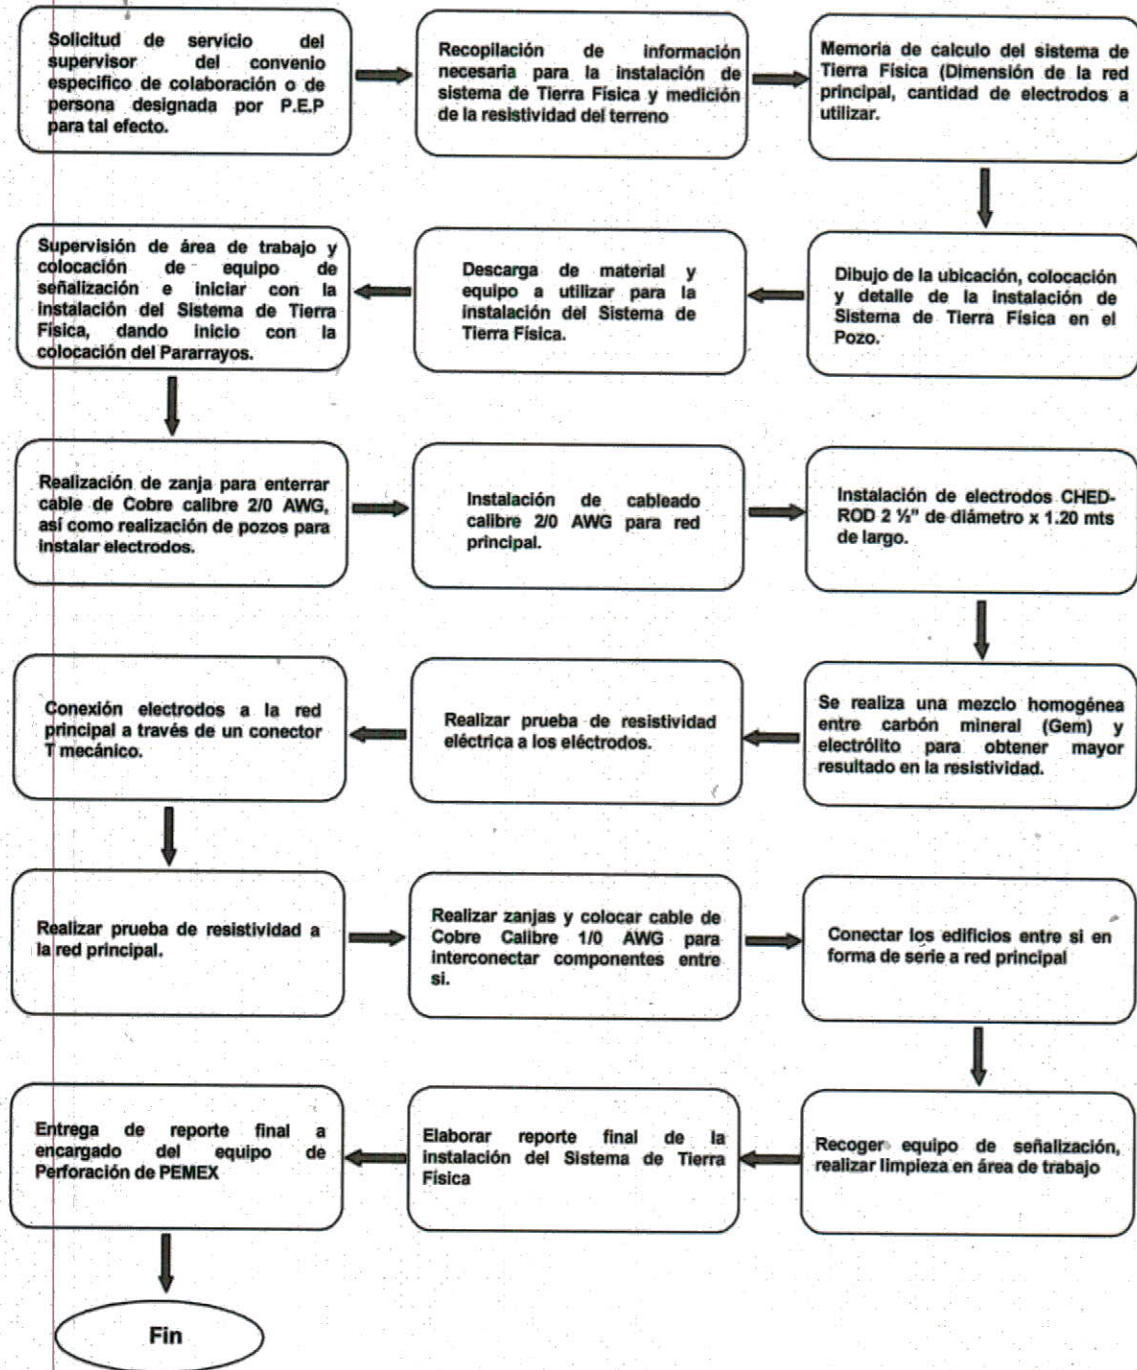 Solicitud de servicio del
supervisor del convenio
especifico de colaboración o de
persona designada por P.E.P
para tal efecto.
Recopilación de información
necesaria para la instalación de
sistema de Tierra Física y medición
de la resistividad del terreno
Memoria de calculo del sistema de
Tierra Física (Dimensión de la red
principal, cantidad de electrodos a
utilizar.
Dibujo de la ubicación, colocación
y detalle de la instalación de
Sistema de Tierra Física en el
Pozo.
Descarga de material y
equipo a utilizar para la
instalación del Sistema de
Tierra Física.
Supervisión de área de trabajo y
colocación de equipo de
señalización e iniciar con la
instalación del Sistema de Tierra
Física, dando inicio con la
colocación del Pararrayos.
Realización de zanja para enterrar
cable de Cobre calibre 2/0 AWG,
así como realización de pozos para
instalar electrodos.
Instalación de cableado
calibre 2/0 AWG para red
principal.
Instalación de electrodos CHED-
ROD 2 ½” de diámetro x 1.20 mts
de largo.
Se realiza una mezclo homogénea
entre carbón mineral (Gem) y
electrólito para obtener mayor
resultado en la resistividad.
Realizar prueba de resistividad
eléctrica a los eléctrodos.
Conexión electrodos a la red
principal a través de un conector
T mecánico.
Realizar prueba de resistividad a
la red principal.
Realizar zanjas y colocar cable de
Cobre Calibre 1/0 AWG para
interconectar componentes entre
si.
Conectar los edificios entre si en
forma de serie a red principal
Recoger equipo de señalización,
realizar limpieza en área de trabajo
Elaborar reporte final de la
instalación del Sistema de Tierra
Física
Entrega de reporte final a
encargado del equipo de
Perforación de PEMEX
Fin